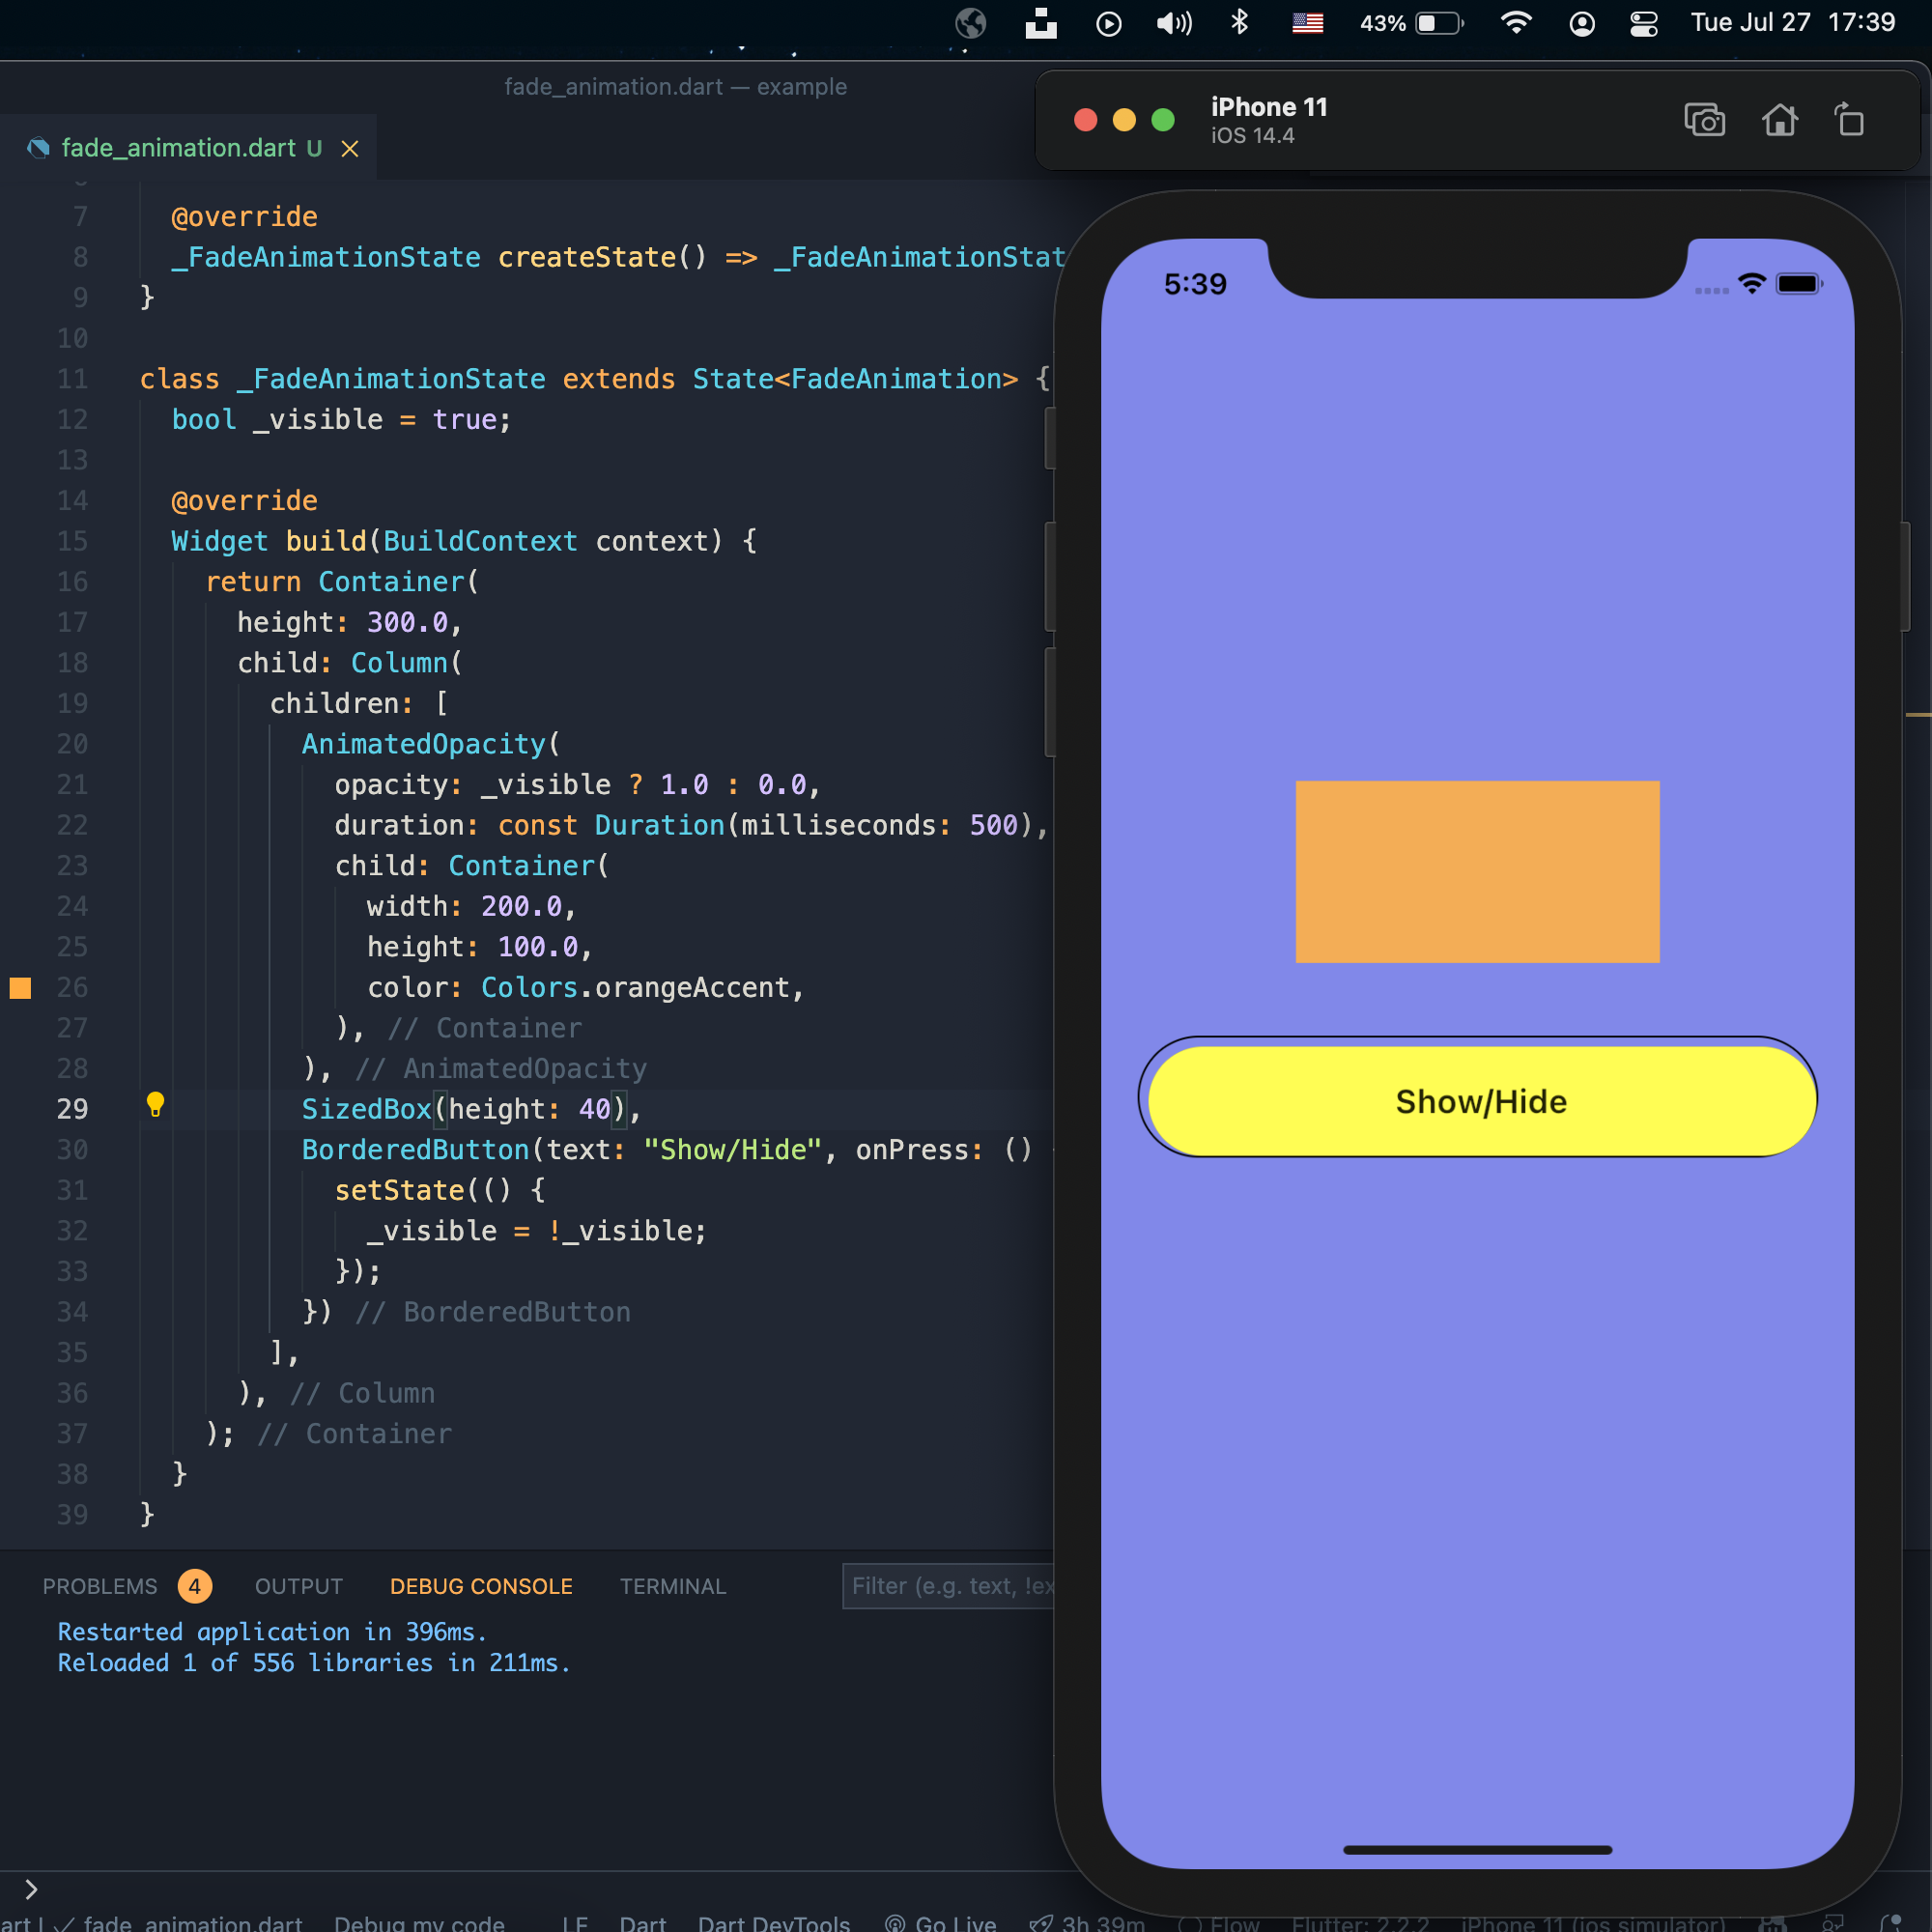 43%
Tue Jul 27 17:39
fade_animation.dart — example
fade_animation.dart U
iPhone 11
iOS 14.4
5:39
7 @override
8 _FadeAnimationState createState() => _FadeAnimationStat
9 }
10
11 class _FadeAnimationState extends State<FadeAnimation> {
12 bool _visible = true;
13
14 @override
15 Widget build(BuildContext context) {
16 return Container(
17 height: 300.0,
18 child: Column(
19 children: [
20 AnimatedOpacity(
21 opacity: _visible ? 1.0 : 0.0,
22 duration: const Duration(milliseconds: 500),
23 child: Container(
24 width: 200.0,
25 height: 100.0,
26 color: Colors.orangeAccent,
27 ), // Container
28 ), // AnimatedOpacity
29 SizedBox(height: 40),
30 BorderedButton(text: "Show/Hide", onPress: ()
31 setState(() {
32 _visible = !_visible;
33 });
34 }) // BorderedButton
35 ],
36 ), // Column
37 ); // Container
38 }
39 }
Show/Hide
PROBLEMS 4 OUTPUT DEBUG CONSOLE TERMINAL
Filter (e.g. text, !ex
Restarted application in 396ms.
Reloaded 1 of 556 libraries in 211ms.
fade_animation.dart Debug my code LF Dart Dart DevTools Go Live 3h 39m Flow Flutter: 2.2.2 iPhone 11 (ios simulator)